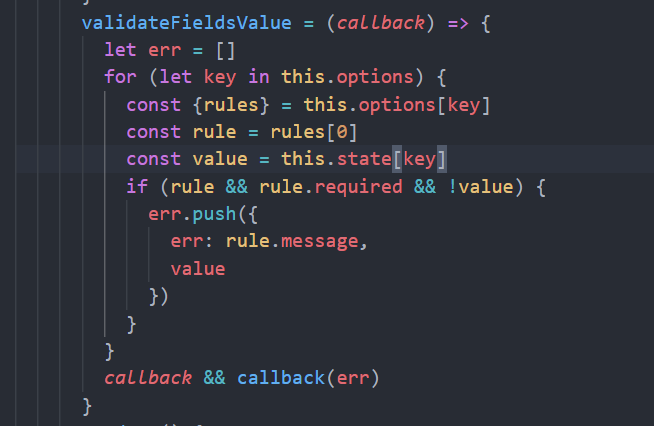 validateFieldsValue = (callback) => {
let err = []
for (let key in this.options) {
const {rules} = this.options[key]
const rule = rules[0]
const value = this.state[key]
if (rule && rule.required && !value) {
err.push({
err: rule.message,
value
})
}
}
callback && callback(err)
}